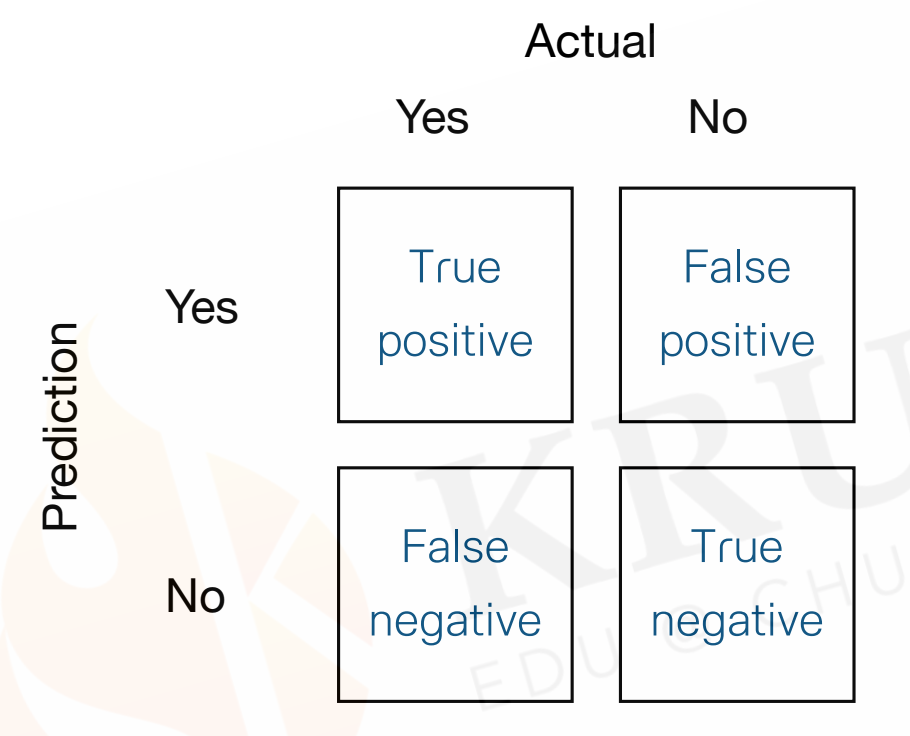 Actual
Yes No
True False
Yes
positive positive
Prediction
False True
No
negative negative
KRU
EDU @ CHU